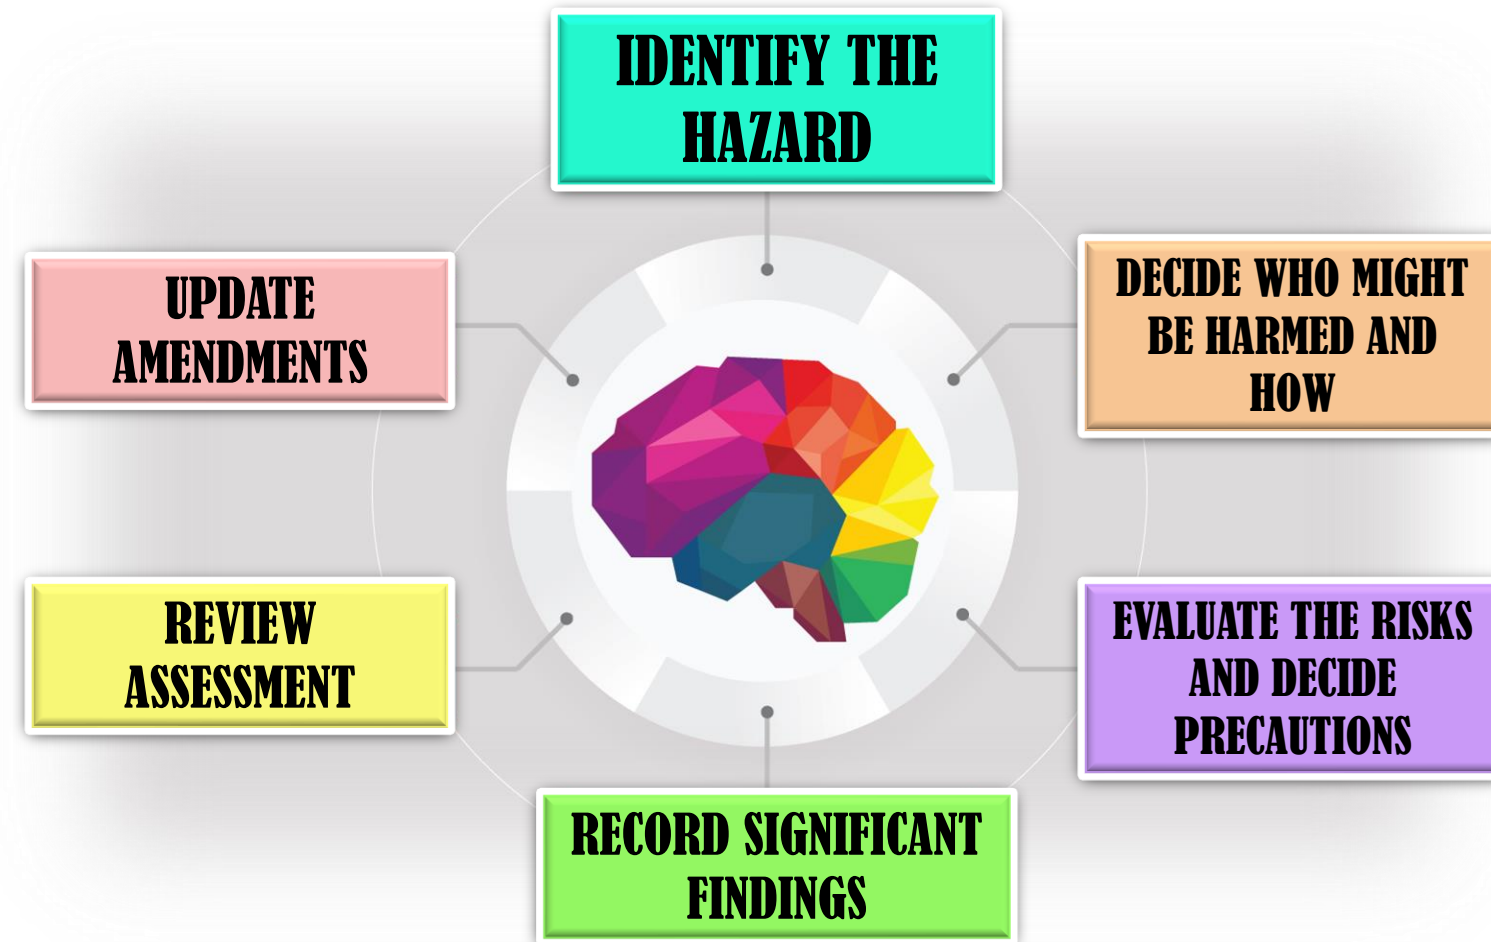 IDENTIFY THE
HAZARD
DECIDE WHO MIGHT
BE HARMED AND
HOW
EVALUATE THE RISKS
AND DECIDE
PRECAUTIONS
RECORD SIGNIFICANT
FINDINGS
REVIEW
ASSESSMENT
UPDATE
AMENDMENTS